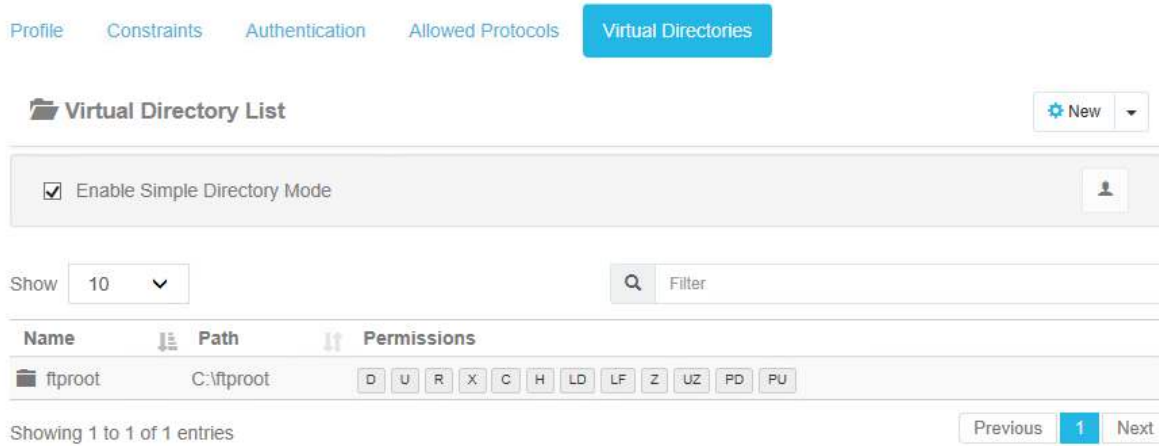 Profile Constraints Authentication Allowed Protocols Virtual Directories
Virtual Directory List New
Enable Simple Directory Mode
Show 10 Filter
Name Path Permissions
ftproot C:\ftproot D U R X C H LD LF Z UZ PD PU
Showing 1 to 1 of 1 entries Previous 1 Next